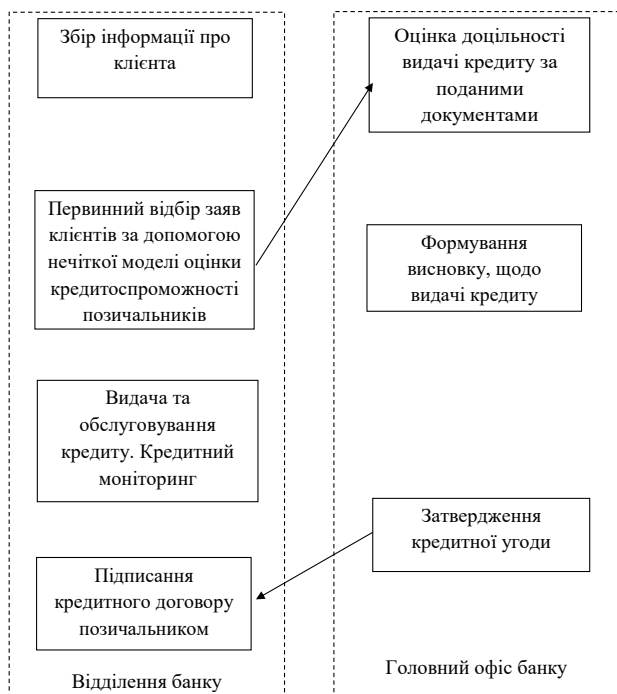 Збір інформації про
клієнта
Первинний відбір заяв
клієнтів за допомогою
нечіткої моделі оцінки
кредитоспроможності
позичальників
Видача та
обслуговування
кредиту. Кредитний
моніторинг
Підписання
кредитного договору
позичальником
Відділення банку
Оцінка доцільності
видачі кредиту за
поданими
документами
Формування
висновку, щодо
видачі кредиту
Затвердження
кредитної угоди
Головний офіс банку